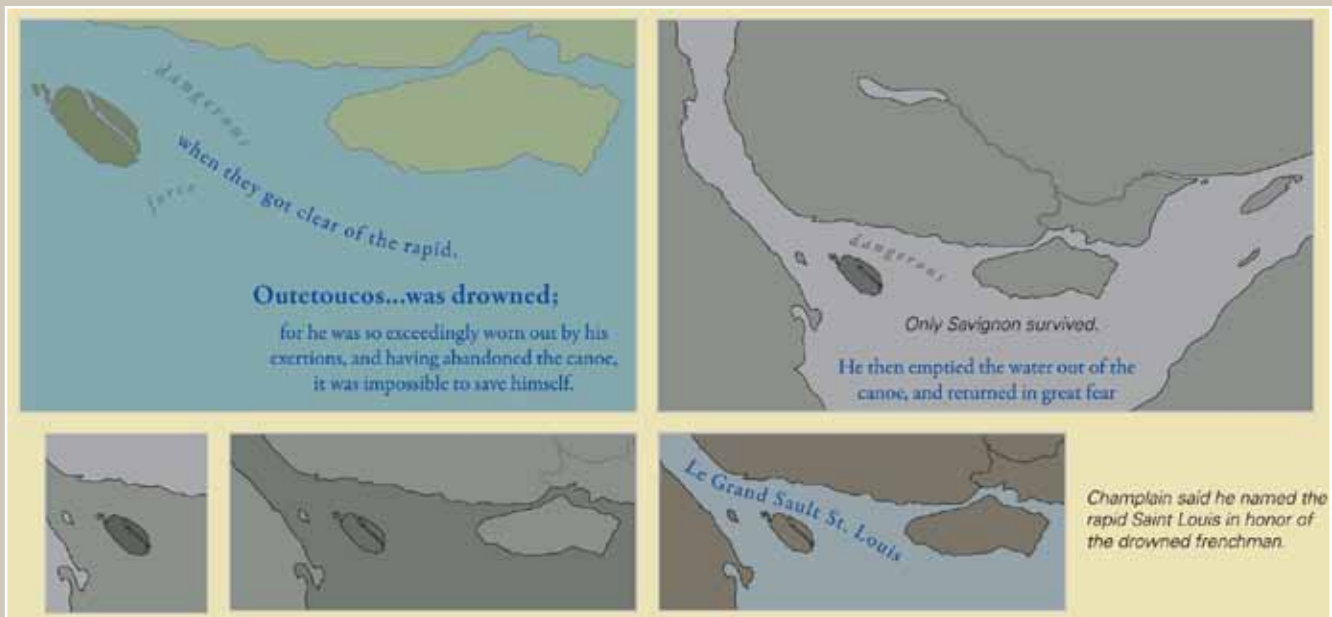 dangerous
force
when they got clear of the rapid,
Outetoucos...was drowned;
for he was so exceedingly worn out by his
exertions, and having abandoned the canoe,
it was impossible to save himself.
dangerous
Only Savignon survived.
He then emptied the water out of the
canoe, and returned in great fear
Le Grand Sault St. Louis
Champlain said he named the
rapid Saint Louis in honor of
the drowned frenchman.